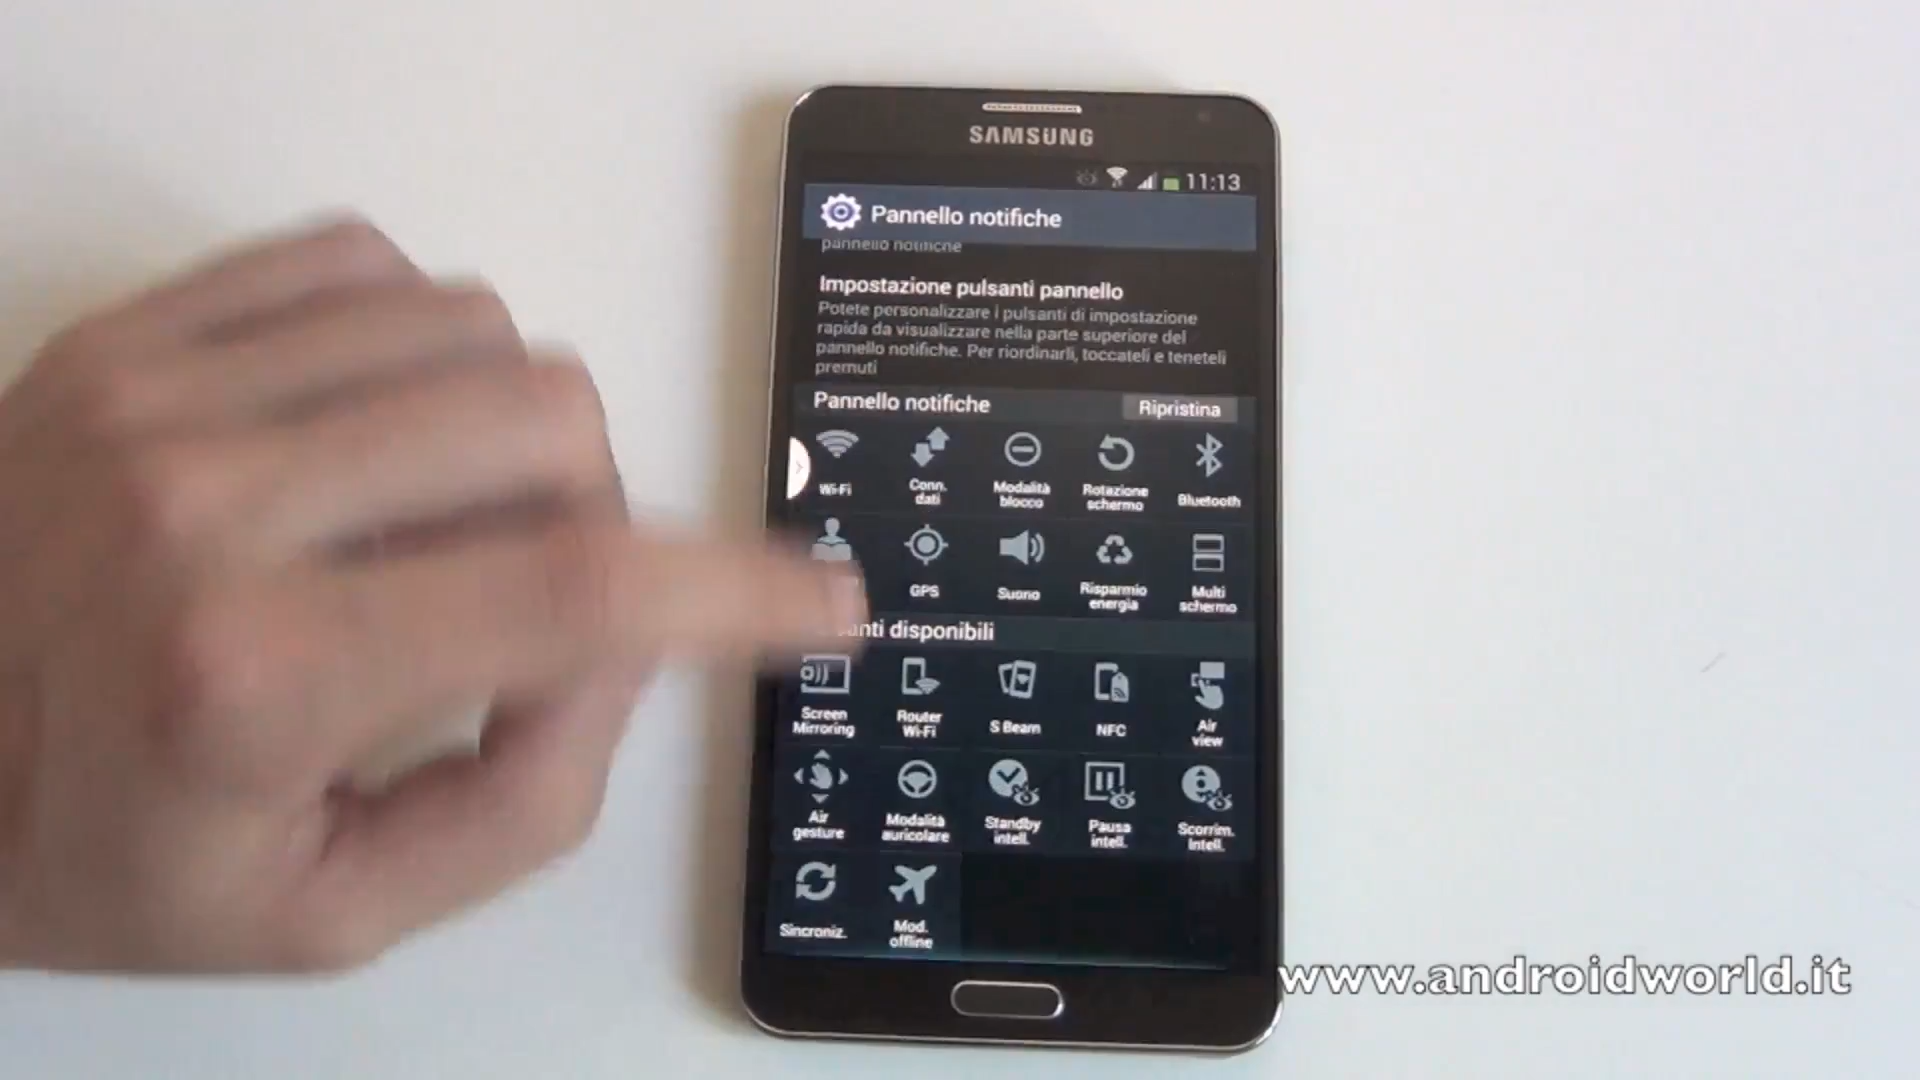 SAMSUNG
11:13
Pannello notifiche
pannello notifiche
Impostazione pulsanti pannello
Potete personalizzare i pulsanti di impostazione
rapida da visualizzare nella parte superiore del
pannello notifiche. Per riordinarli, toccateli e teneteli
premuti
Pannello notifiche Ripristina
Wi-Fi
Conn.
dati
Modalità
blocco
Rotazione
schermo
Bluetooth
GPS
Suono
Risparmio
energia
Multi
schermo
disponibili
Screen
Mirroring
Router
Wi-Fi
S Beam
NFC
Air
view
Air
gesture
Modalità
auricolare
Standby
intell.
Pausa
intell.
Scorrim.
intell.
Sincroniz.
Mod.
offline
www.androidworld.it